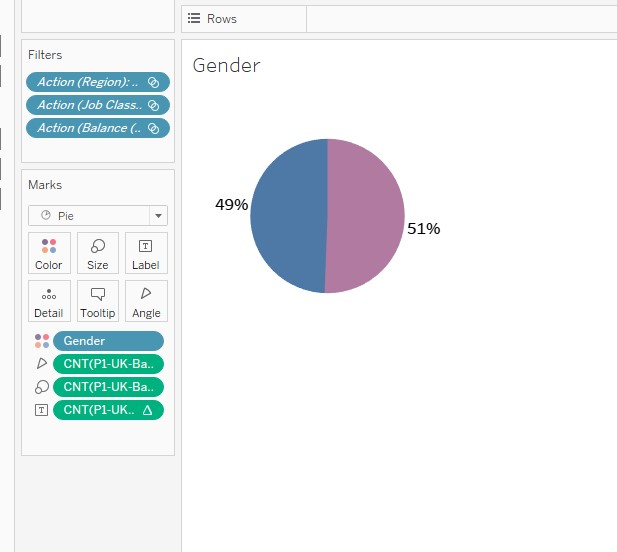 Rows
Filters
Action (Region): ..
Action (Job Class..
Action (Balance (..
Marks
Pie
Color
Size
Label
Detail
Tooltip
Angle
Gender
CNT(P1-UK-Ba..
CNT(P1-UK-Ba..
CNT(P1-UK..
Gender
49%
51%